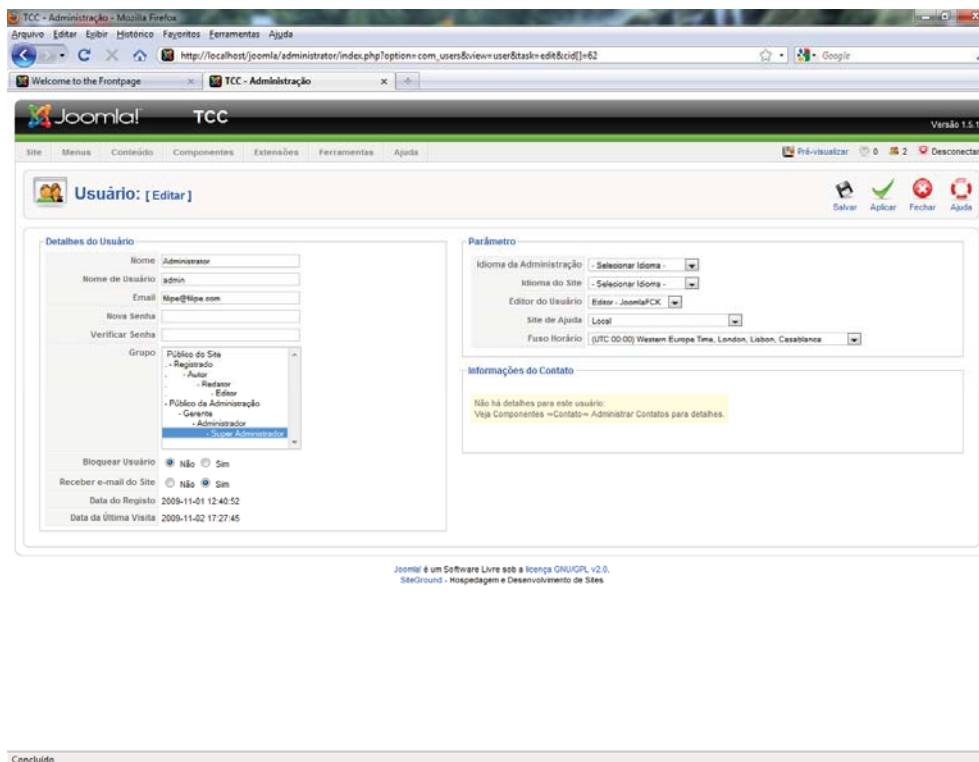 TCC - Administração - Mozilla Firefox
Arquivo Editar Exibir Histórico Favoritos Ferramentas Ajuda
http://localhost/joomla/administrator/index.php?option=com_users&view=user&task=edit&cid[]=62
Google
Welcome to the Frontpage
TCC - Administração
Joomla!
TCC
Versão 1.5.1
Site Menus Conteúdo Componentes Extensões Ferramentas Ajuda
Pré-visualizar 0 2 Desconectar
Usuário: [ Editar ]
Salvar Aplicar Fechar Ajuda
Detalhes do Usuário
Nome Administrator
Nome de Usuário admin
Email filipe@filipe.com
Nova Senha
Verificar Senha
Grupo
Público do Site
. - Registrado
. - Autor
. - Redator
. - Editor
- Público da Administração
- Gerente
- Administrador
- Super Administrador
Bloquear Usuário Não Sim
Receber e-mail do Site Não Sim
Data do Registo 2009-11-01 12:40:52
Data da Última Visita 2009-11-02 17:27:45
Parâmetro
Idioma da Administração - Selecionar Idioma -
Idioma do Site - Selecionar Idioma -
Editor do Usuário Editor - JoomlaFCK
Site de Ajuda Local
Fuso Horário (UTC 00:00) Western Europe Time, London, Lisbon, Casablanca
Informações do Contato
Não há detalhes para este usuário:
Veja Componentes ->Contato-> Administrar Contatos para detalhes.
Joomla! é um Software Livre sob a licença GNU/GPL v2.0.
SiteGround - Hospedagem e Desenvolvimento de Sites
Concluído